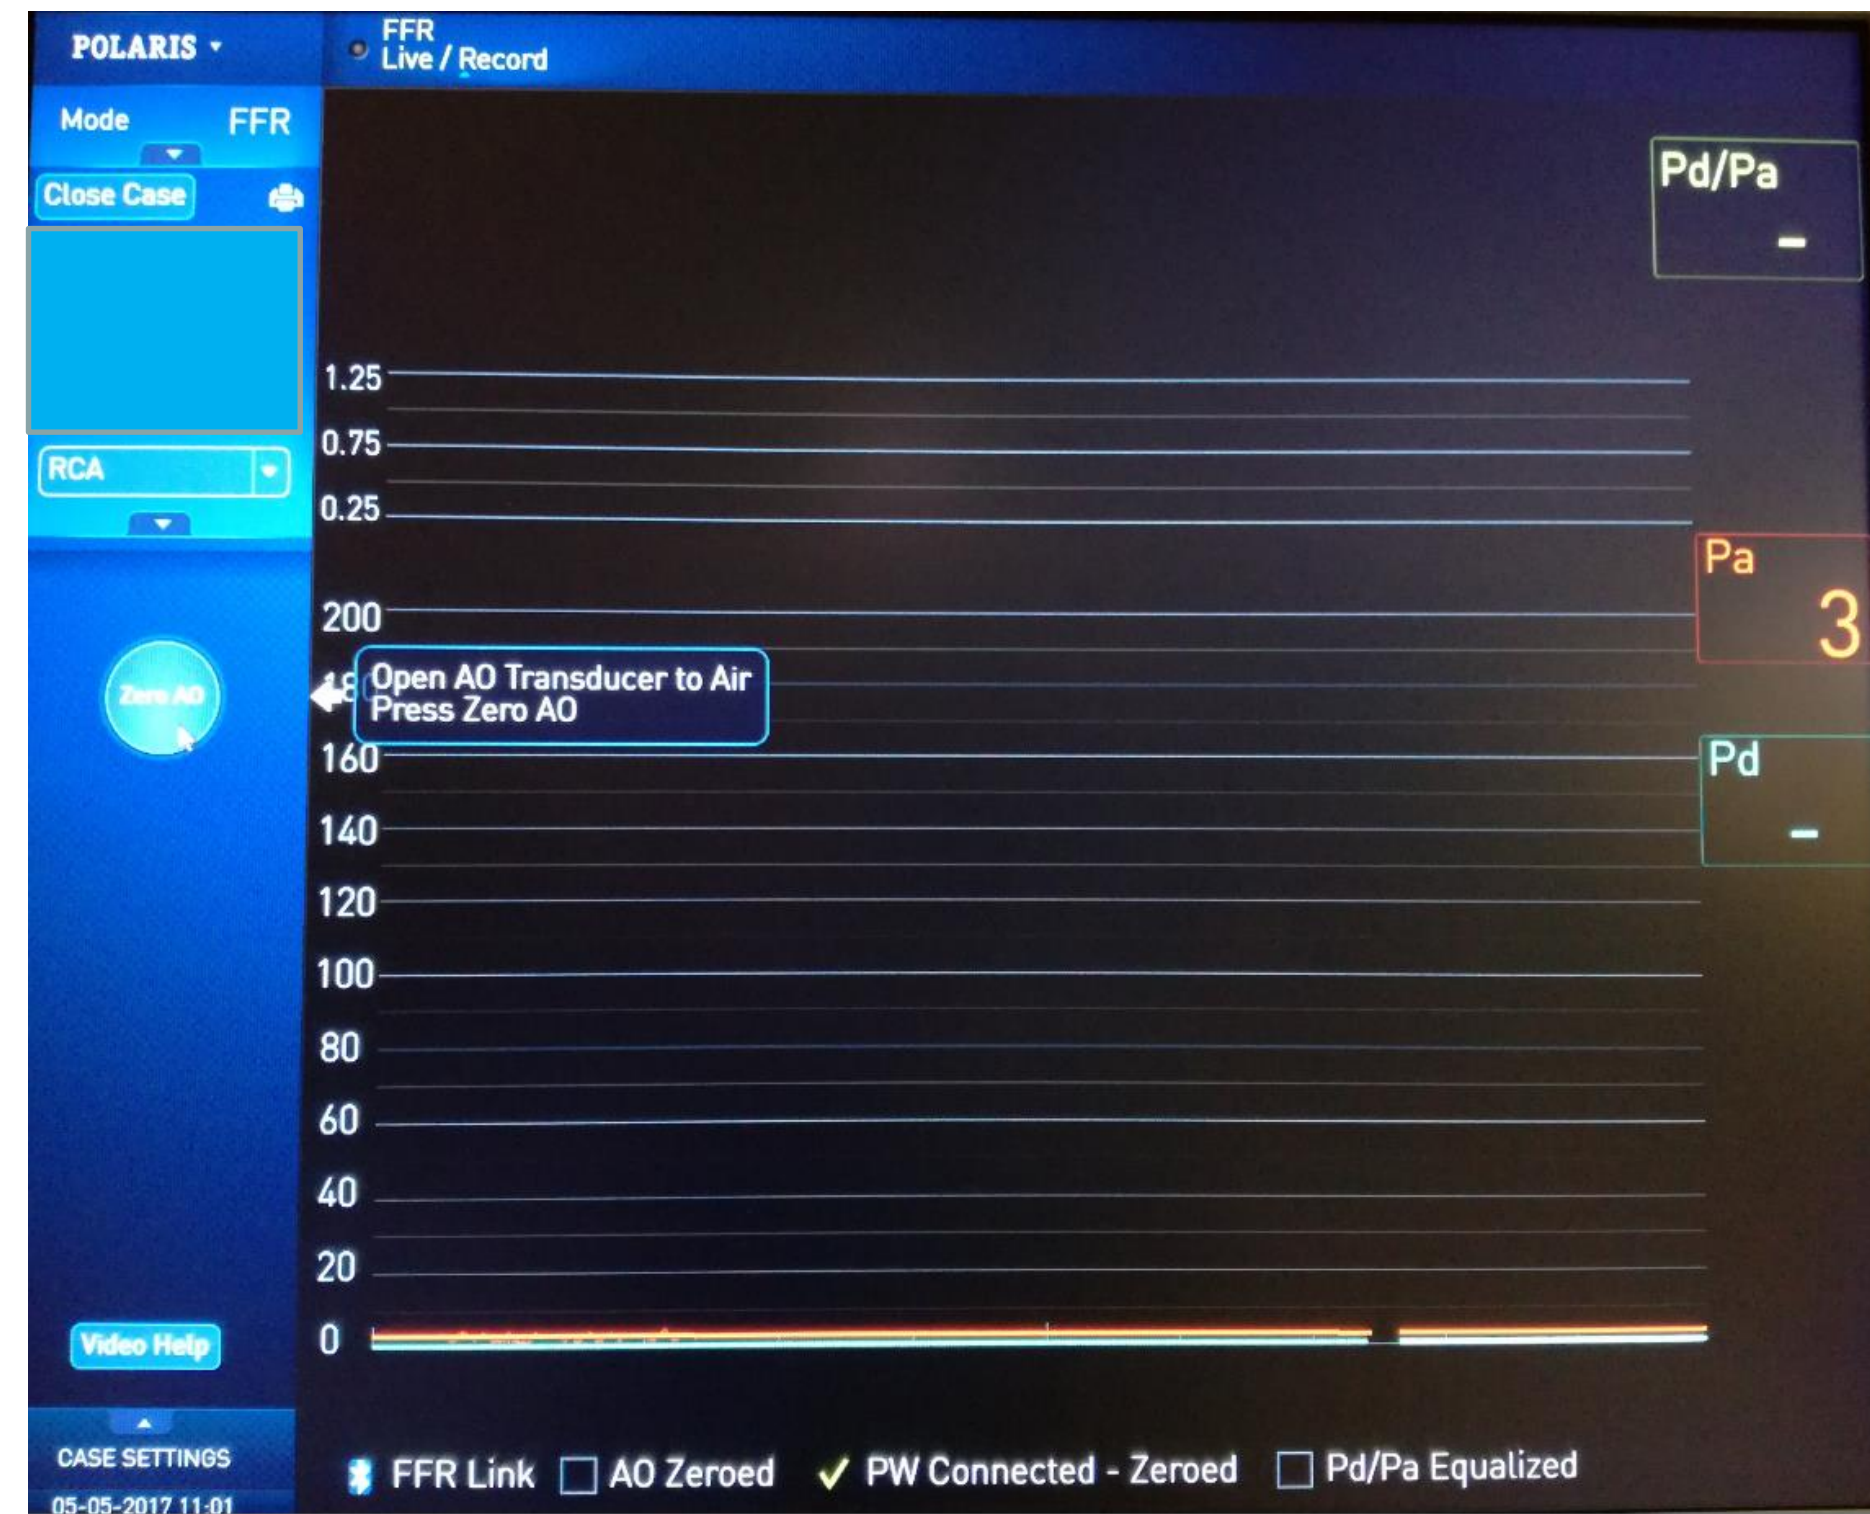 POLARIS
FFR
Live / Record
Mode FFR
Close Case
Pd/Pa
-
1.25
0.75
RCA
0.25
Pa
3
200
Open AO Transducer to Air
Press Zero AO
Zero AO
180
160
Pd
-
140
120
100
80
60
40
20
0
Video Help
CASE SETTINGS
FFR Link AO Zeroed PW Connected - Zeroed Pd/Pa Equalized
05-05-2017 11:01